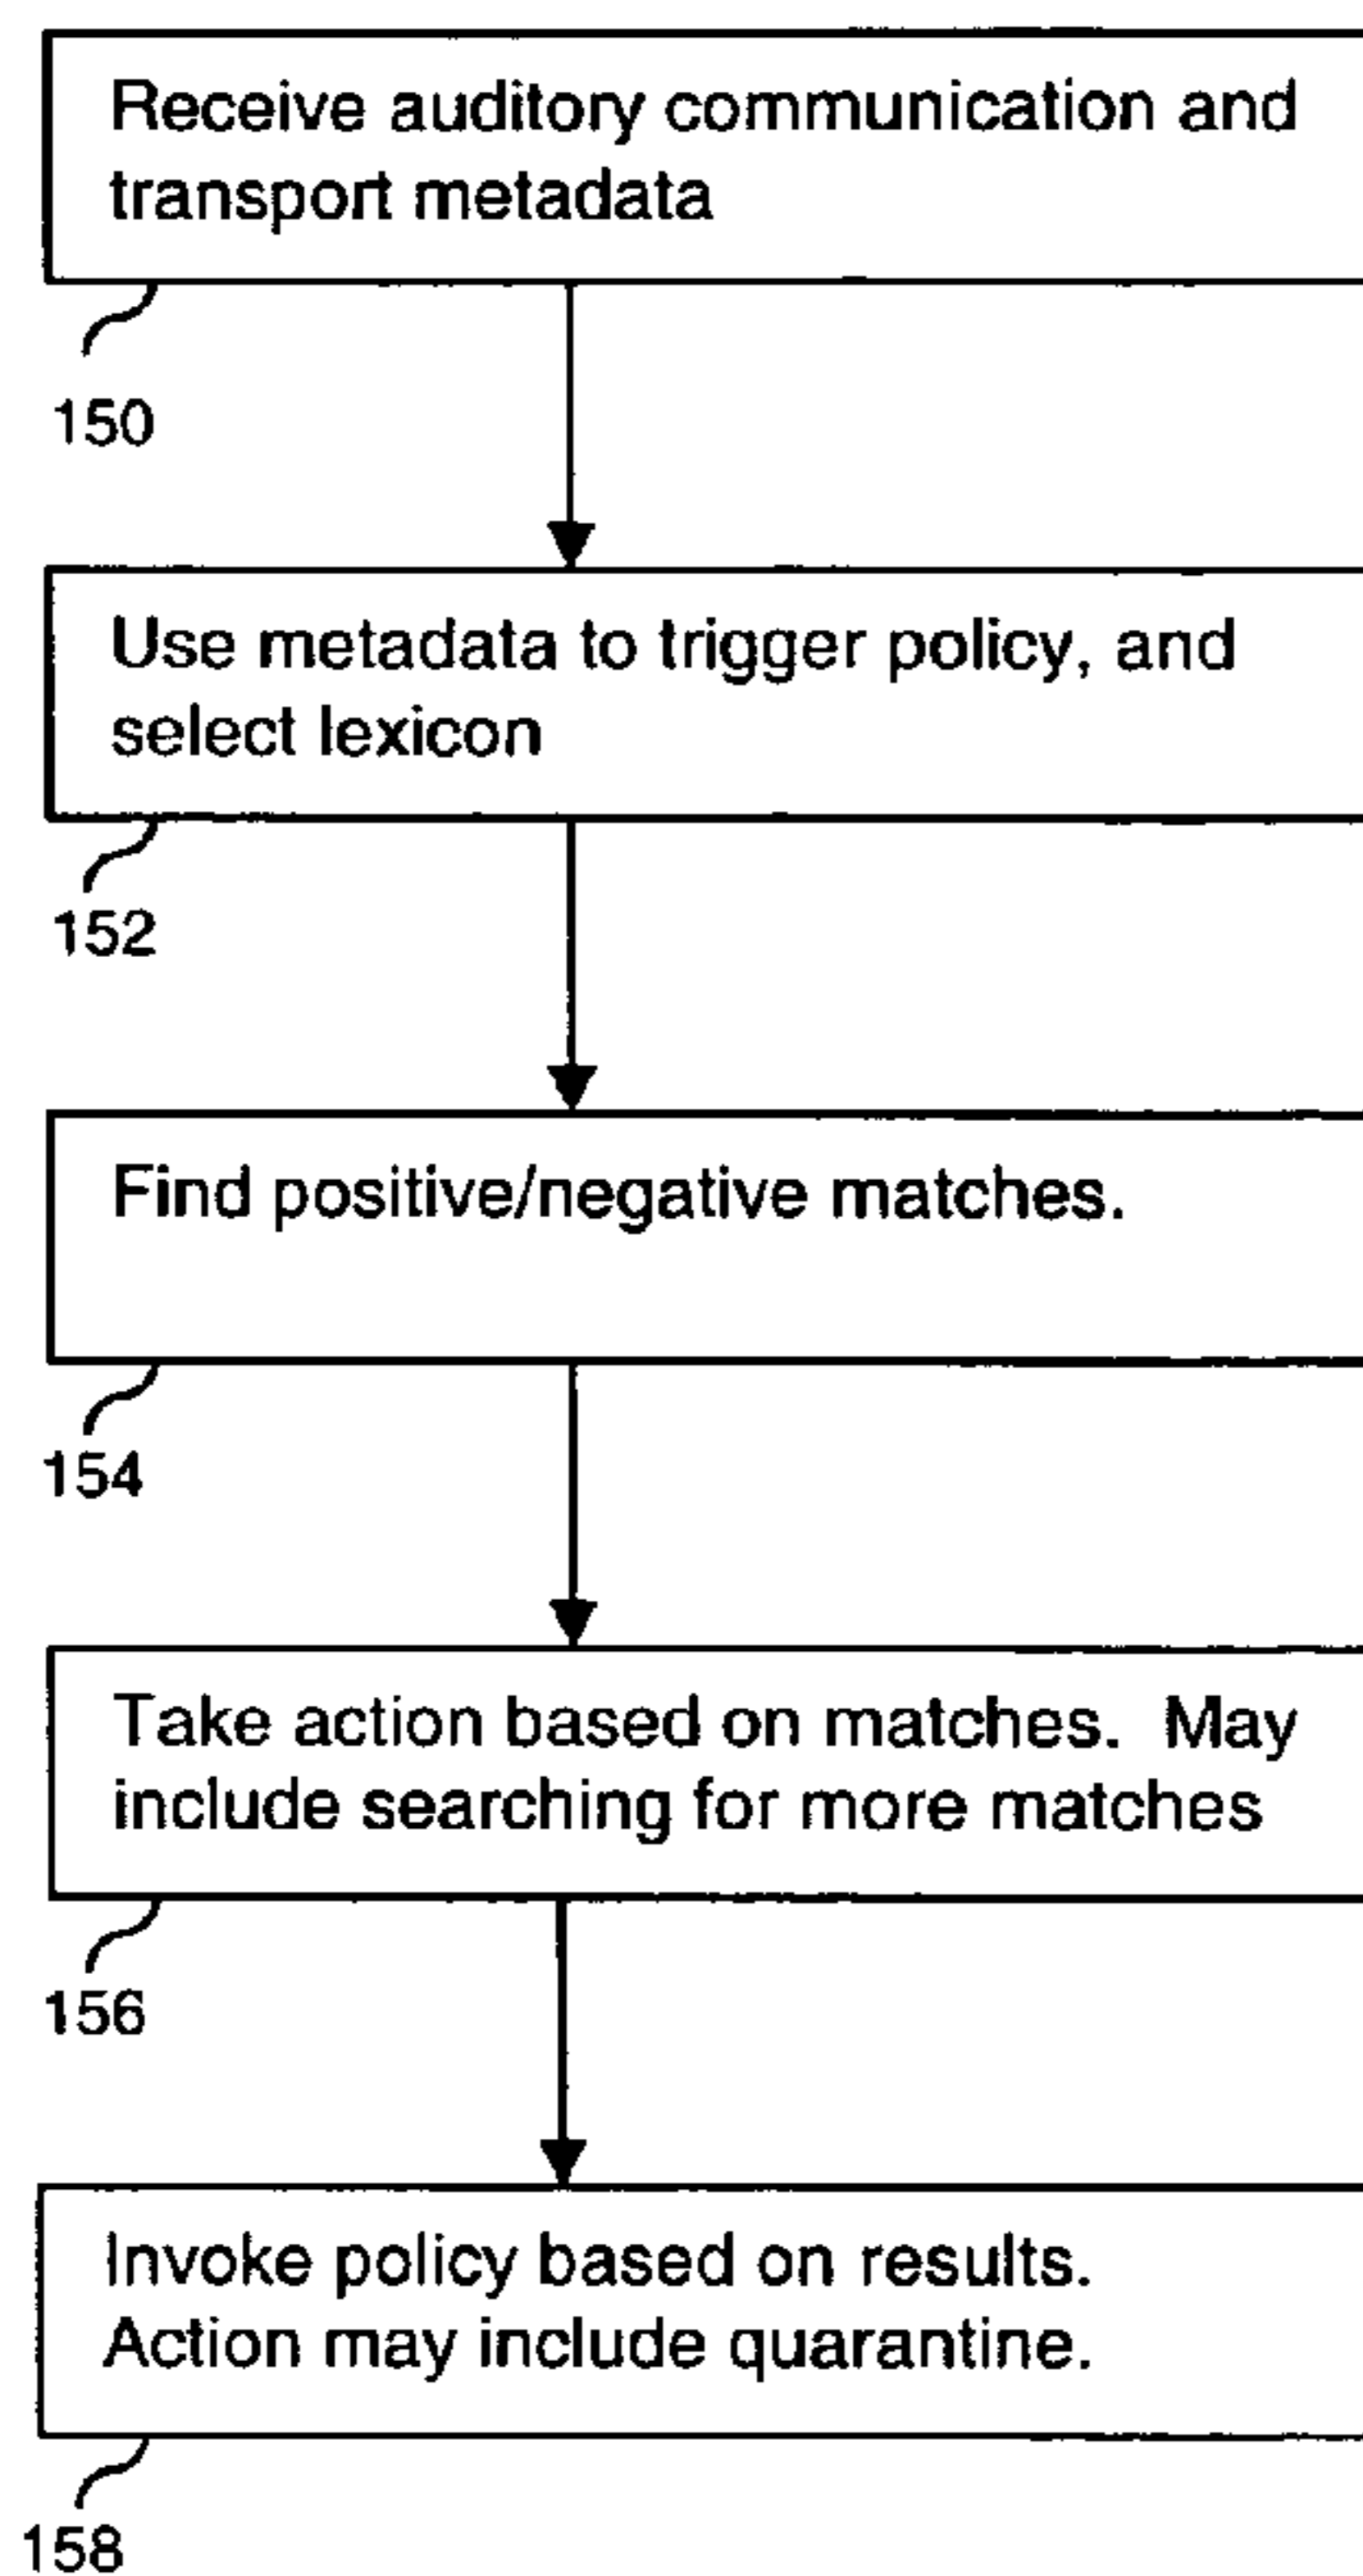 Receive auditory communication and
transport metadata
150
Use metadata to trigger policy, and
select lexicon
152
Find positive/negative matches.
154
Take action based on matches.  May
include searching for more matches
156
Invoke policy based on results.
Action may include quarantine.
158